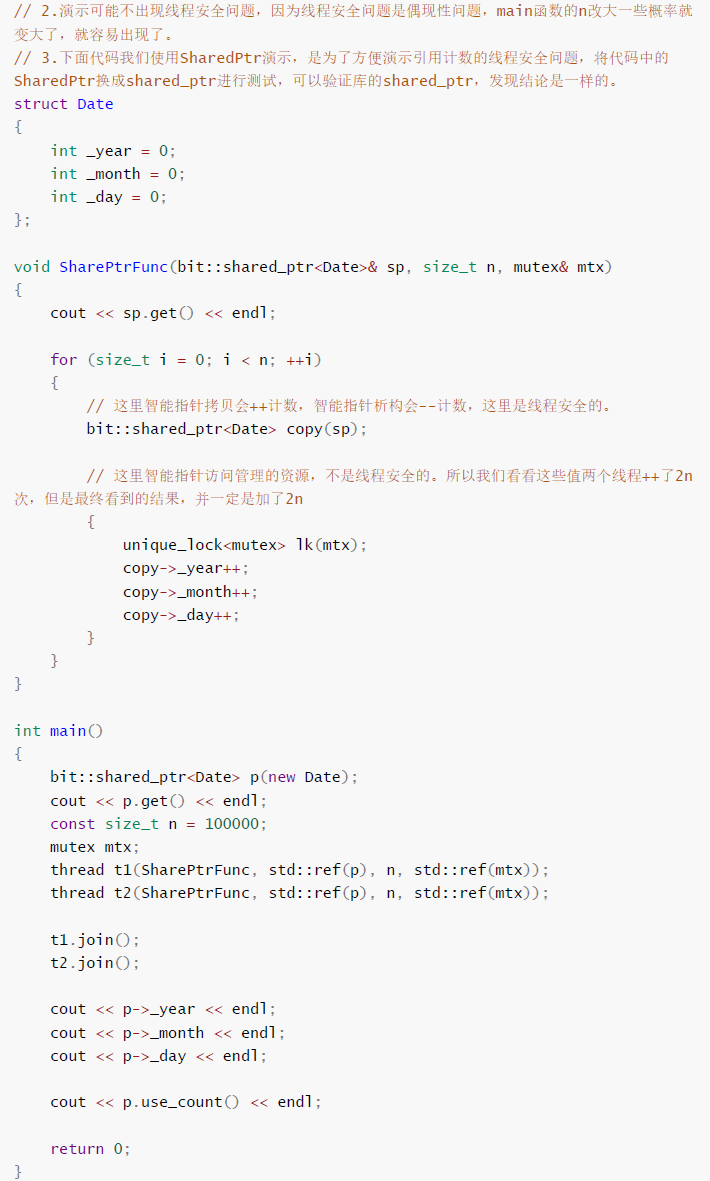 // 2.演示可能不出现线程安全问题，因为线程安全问题是偶现性问题，main函数的n改大一些概率就
变大了，就容易出现了。
// 3.下面代码我们使用SharedPtr演示，是为了方便演示引用计数的线程安全问题，将代码中的
SharedPtr换成shared_ptr进行测试，可以验证库的shared_ptr，发现结论是一样的。
struct Date
{
    int _year = 0;
    int _month = 0;
    int _day = 0;
};

void SharePtrFunc(bit::shared_ptr<Date>& sp, size_t n, mutex& mtx)
{
    cout << sp.get() << endl;

    for (size_t i = 0; i < n; ++i)
    {
        // 这里智能指针拷贝会++计数，智能指针析构会--计数，这里是线程安全的。
        bit::shared_ptr<Date> copy(sp);

        // 这里智能指针访问管理的资源，不是线程安全的。所以我们看看这些值两个线程++了2n
次，但是最终看到的结果，并一定是加了2n
        {
            unique_lock<mutex> lk(mtx);
            copy->_year++;
            copy->_month++;
            copy->_day++;
        }
    }
}

int main()
{
    bit::shared_ptr<Date> p(new Date);
    cout << p.get() << endl;
    const size_t n = 100000;
    mutex mtx;
    thread t1(SharePtrFunc, std::ref(p), n, std::ref(mtx));
    thread t2(SharePtrFunc, std::ref(p), n, std::ref(mtx));

    t1.join();
    t2.join();

    cout << p->_year << endl;
    cout << p->_month << endl;
    cout << p->_day << endl;

    cout << p.use_count() << endl;

    return 0;
}